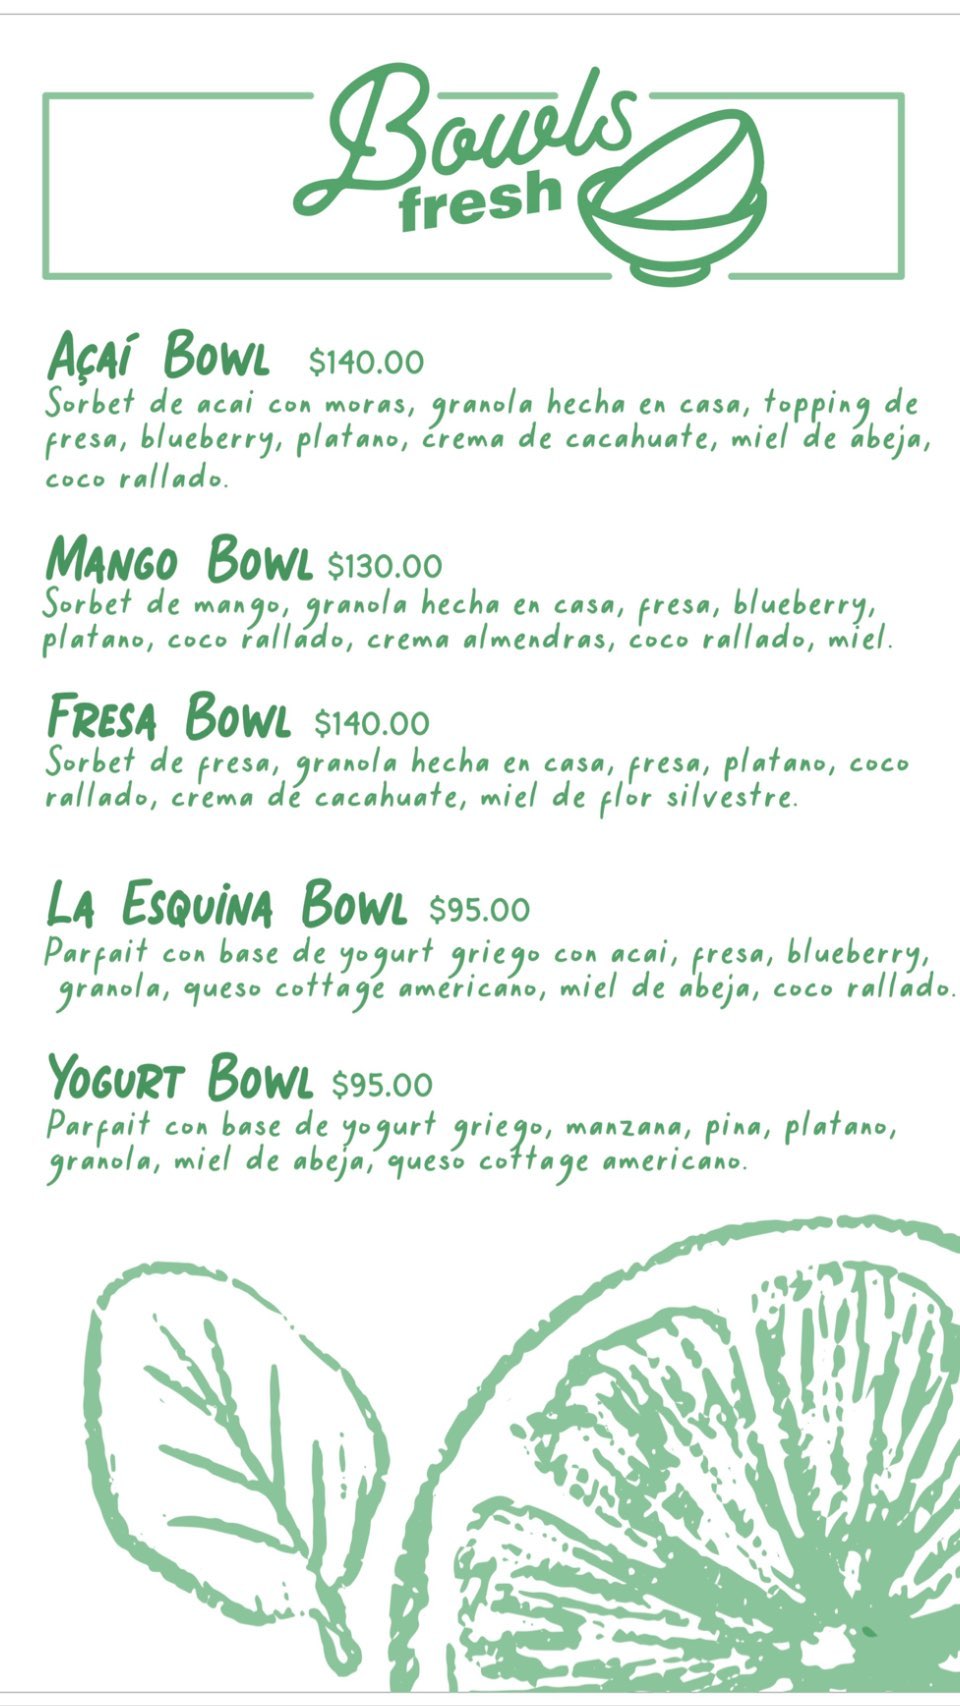 Bowls
fresh
Açaí Bowl $140.00
Sorbet de acai con moras, granola hecha en casa, topping de
fresa, blueberry, platano, crema de cacahuate, miel de abeja,
coco rallado.
Mango Bowl $130.00
Sorbet de mango, granola hecha en casa, fresa, blueberry,
platano, coco rallado, crema almendras, coco rallado, miel.
Fresa Bowl $140.00
Sorbet de fresa, granola hecha en casa, fresa, platano, coco
rallado, crema de cacahuate, miel de flor silvestre.
La Esquina Bowl $95.00
Parfait con base de yogurt griego con acai, fresa, blueberry,
granola, queso cottage americano, miel de abeja, coco rallado.
Yogurt Bowl $95.00
Parfait con base de yogurt griego, manzana, pina, platano,
granola, miel de abeja, queso cottage americano.